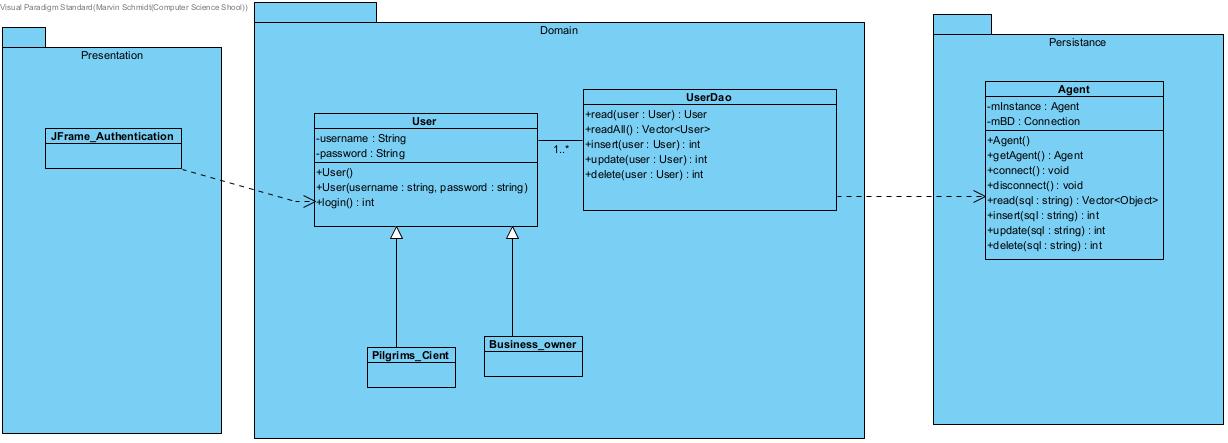 Visual Paradigm Standard(Marvin Schmidt(Computer Science Shool))
Presentation
JFrame_Authentication
Domain
User
-username : String
-password : String
+User()
+User(username : string, password : string)
+login() : int
1..*
UserDao
+read(user : User) : User
+readAll() : Vector<User>
+insert(user : User) : int
+update(user : User) : int
+delete(user : User) : int
Pilgrims_Cient
Business_owner
Persistance
Agent
-mInstance : Agent
-mBD : Connection
+Agent()
+getAgent() : Agent
+connect() : void
+disconnect() : void
+read(sql : string) : Vector<Object>
+insert(sql : string) : int
+update(sql : string) : int
+delete(sql : string) : int